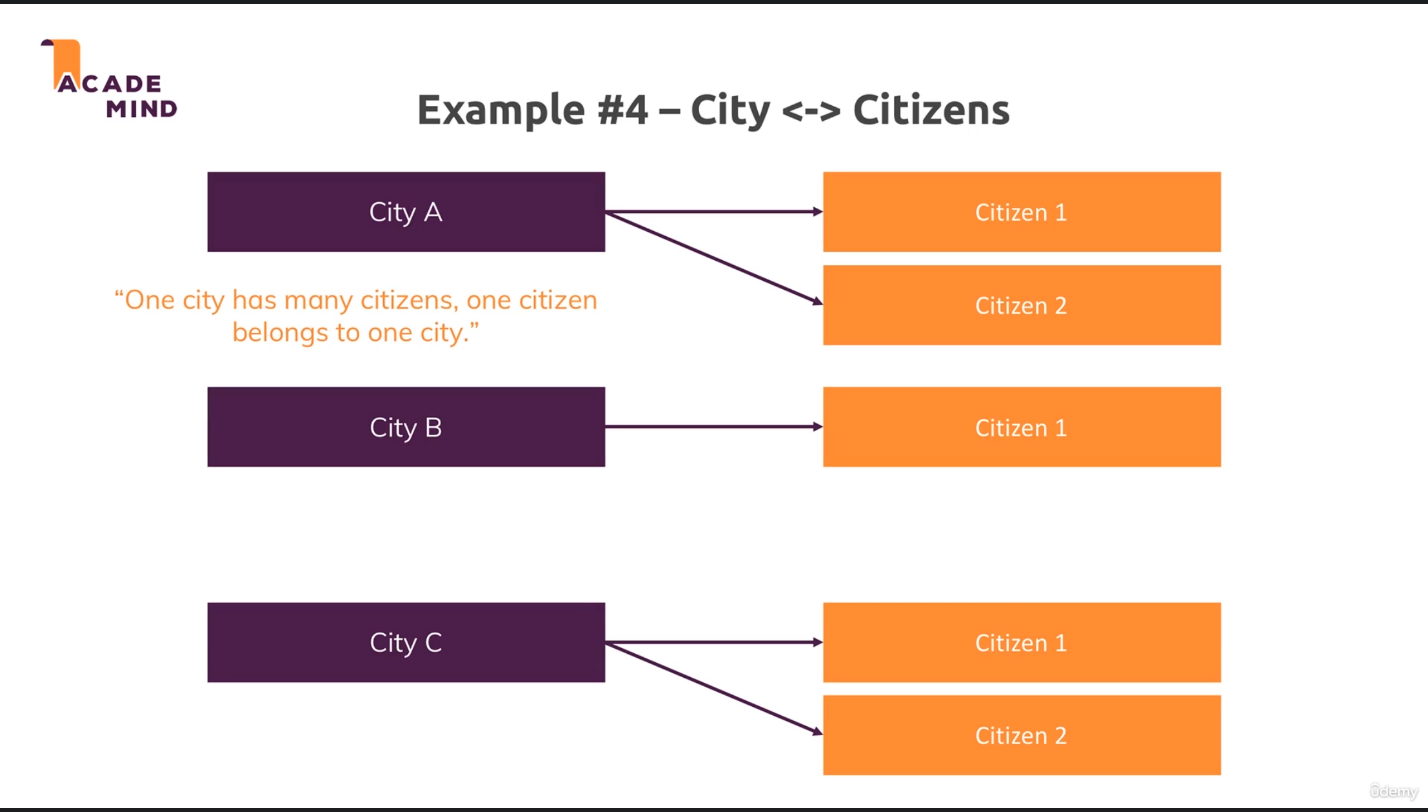 ACADE
MIND
Example #4 – City <-> Citizens
City A
Citizen 1
Citizen 2
“One city has many citizens, one citizen
belongs to one city.”
City B
Citizen 1
City C
Citizen 1
Citizen 2
ûdemy